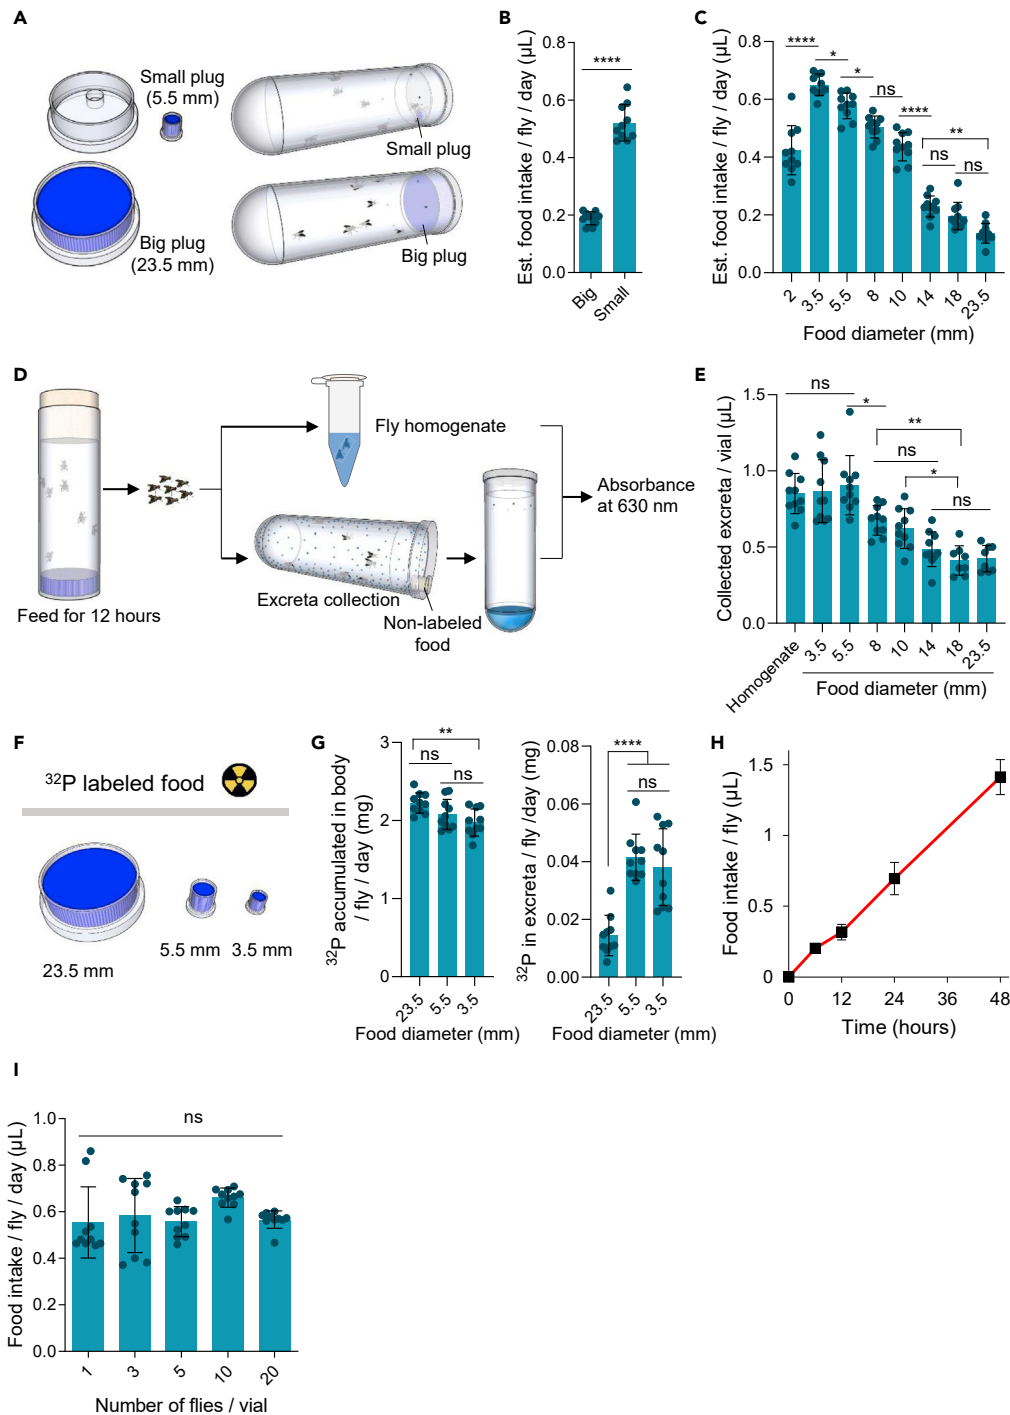 A
Small plug
(5.5 mm)
Big plug
(23.5 mm)
Small plug
Big plug
B
Est. food intake / fly / day (µL)
0.8
0.6
0.4
0.2
0.0
****
Big
Small
C
Est. food intake / fly / day (µL)
0.8
0.6
0.4
0.2
0.0
****
*
*
ns
****
**
ns
ns
2
3.5
5.5
8
10
14
18
23.5
Food diameter (mm)
D
Feed for 12 hours
Fly homogenate
Excreta collection
Non-labeled
food
Absorbance
at 630 nm
E
Collected excreta / vial (µL)
1.5
1.0
0.5
0.0
ns
*
**
ns
*
ns
Homogenate
3.5
5.5
8
10
14
18
23.5
Food diameter (mm)
F
³²P labeled food
23.5 mm
5.5 mm
3.5 mm
G
³²P accumulated in body
/ fly / day (mg)
3
2
1
0
**
ns
ns
23.5
5.5
3.5
Food diameter (mm)
³²P in excreta / fly /day (mg)
0.08
0.06
0.04
0.02
0.00
****
ns
23.5
5.5
3.5
Food diameter (mm)
H
Food intake / fly (µL)
1.5
1
0.5
0
0
12
24
36
48
Time (hours)
I
Food intake / fly / day (µL)
1.0
0.8
0.6
0.4
0.2
0.0
ns
1
3
5
10
20
Number of flies / vial